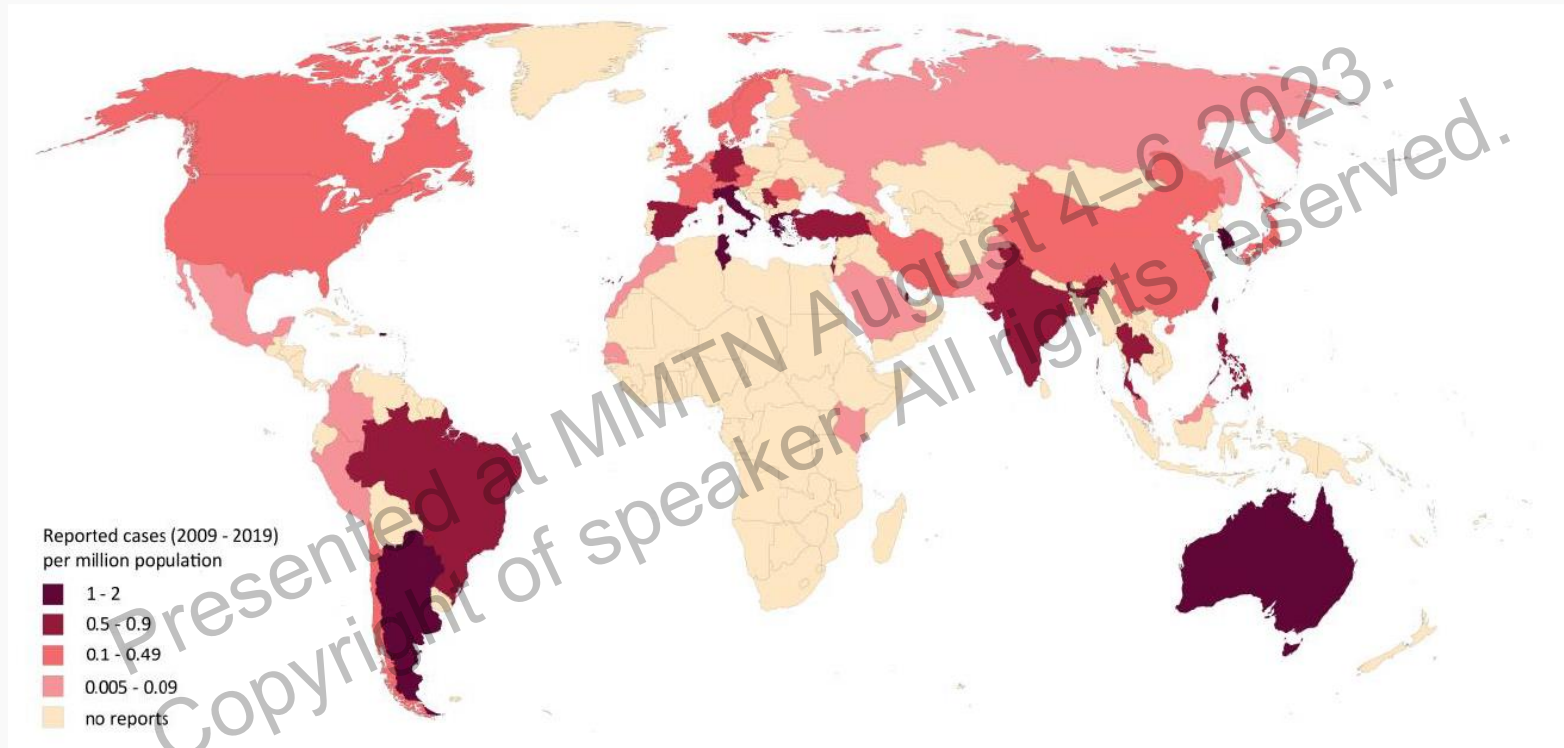 Reported cases (2009 - 2019)
per million population
1 - 2
0.5 - 0.9
0.1 - 0.49
0.005 - 0.09
no reports
Presented at MMTN August 4–6 2023.
Copyright of speaker. All rights reserved.